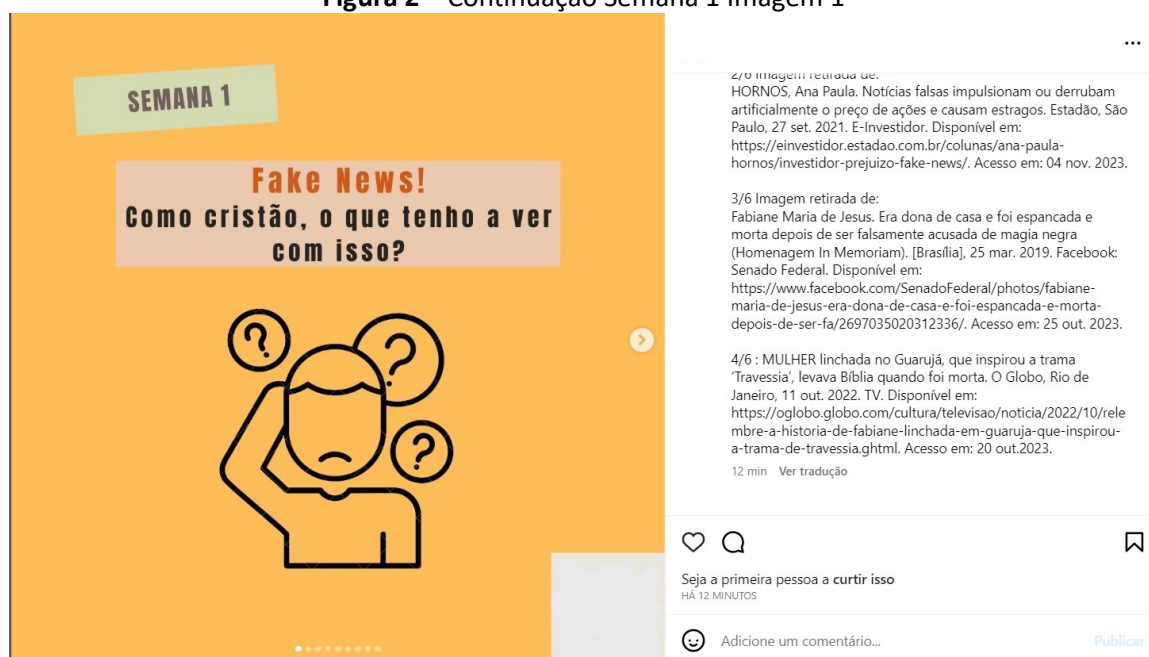 Figura 2 – Continuação Semana 1 Imagem 1
SEMANA 1
Fake News!
Como cristão, o que tenho a ver
com isso?
?
?
?
2/6 Imagem retirada de:
HORNOS, Ana Paula. Notícias falsas impulsionam ou derrubam
artificialmente o preço de ações e causam estragos. Estadão, São
Paulo, 27 set. 2021. E-Investidor. Disponível em:
https://einvestidor.estadao.com.br/colunas/ana-paula-
hornos/investidor-prejuizo-fake-news/. Acesso em: 04 nov. 2023.
3/6 Imagem retirada de:
Fabiane Maria de Jesus. Era dona de casa e foi espancada e
morta depois de ser falsamente acusada de magia negra
(Homenagem In Memoriam). [Brasília], 25 mar. 2019. Facebook:
Senado Federal. Disponível em:
https://www.facebook.com/SenadoFederal/photos/fabiane-
maria-de-jesus-era-dona-de-casa-e-foi-espancada-e-morta-
depois-de-ser-fa/2697035020312336/. Acesso em: 25 out. 2023.
4/6 : MULHER linchada no Guarujá, que inspirou a trama
‘Travessia’, levava Bíblia quando foi morta. O Globo, Rio de
Janeiro, 11 out. 2022. TV. Disponível em:
https://oglobo.globo.com/cultura/televisao/noticia/2022/10/rele
mbre-a-historia-de-fabiane-linchada-em-guaruja-que-inspirou-
a-trama-de-travessia.ghtml. Acesso em: 20 out.2023.
12 min Ver tradução
Seja a primeira pessoa a curtir isso
HÁ 12 MINUTOS
Adicione um comentário...
Publicar